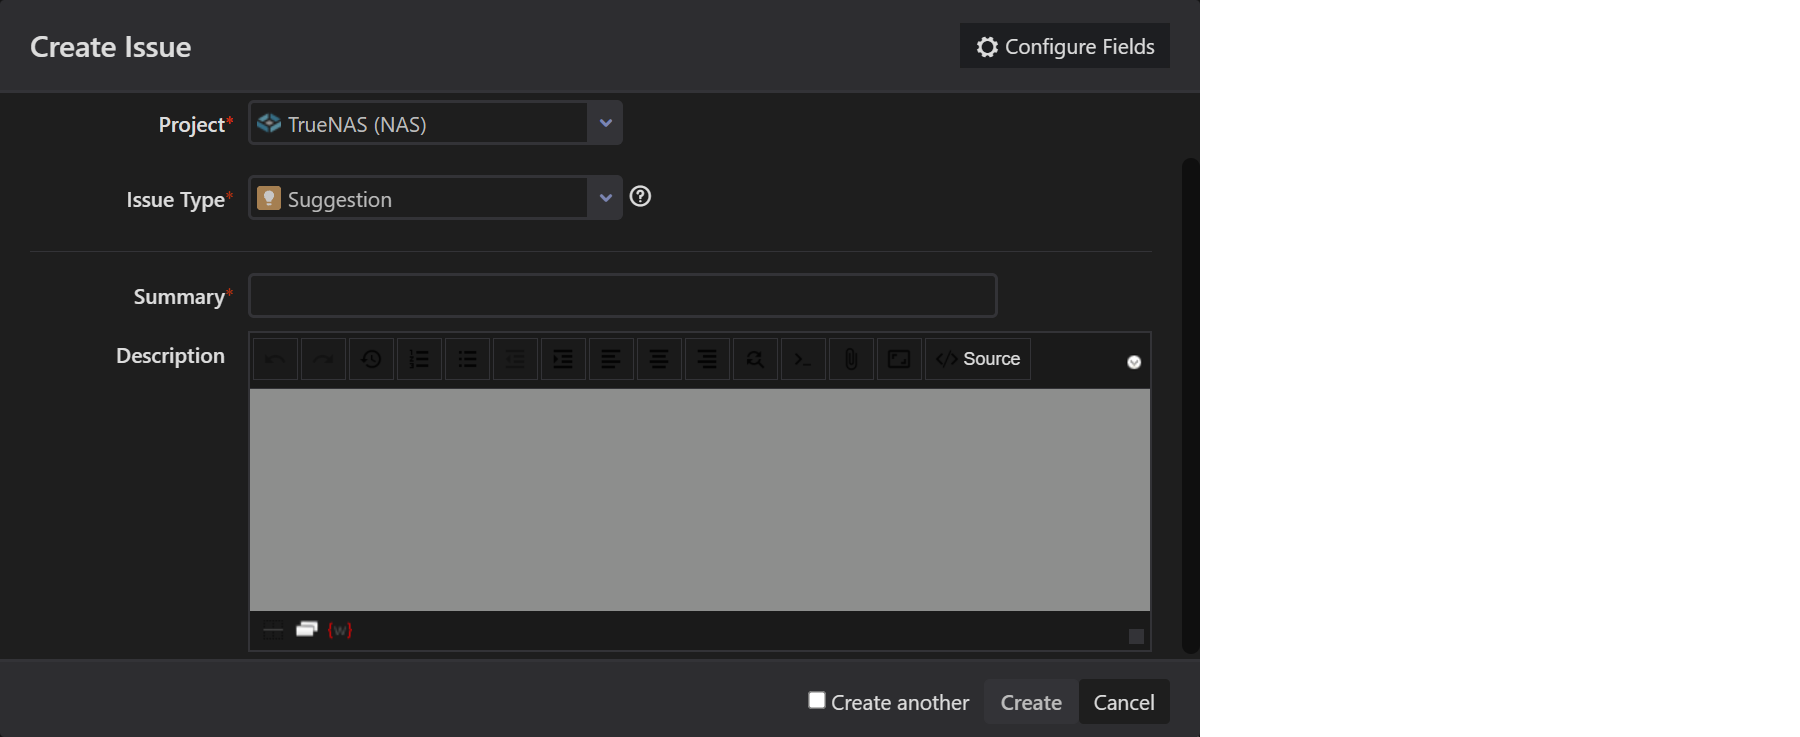 Create Issue
Configure Fields
Project*
TrueNAS (NAS)
Issue Type*
Suggestion
Summary*
Description
Source
{w}
Create another
Create
Cancel